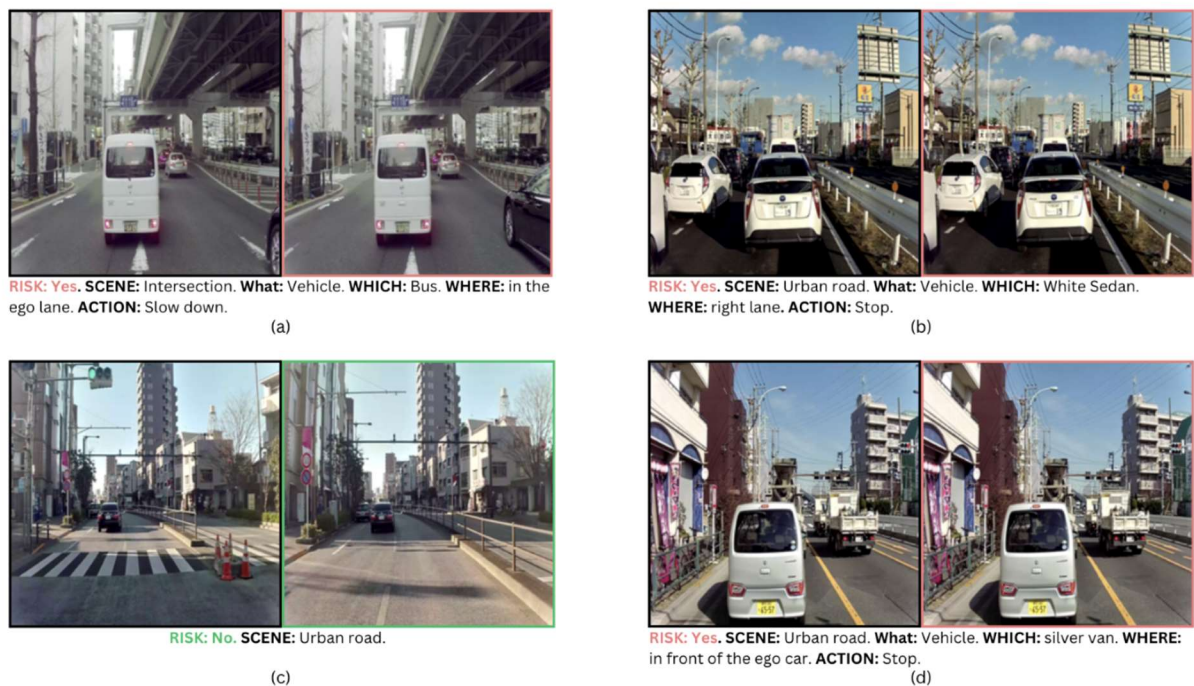 RISK: Yes. SCENE: Intersection. What: Vehicle. WHICH: Bus. WHERE: in the
ego lane. ACTION: Slow down.
(a)
RISK: Yes. SCENE: Urban road. What: Vehicle. WHICH: White Sedan.
WHERE: right lane. ACTION: Stop.
(b)
RISK: No. SCENE: Urban road.
(c)
RISK: Yes. SCENE: Urban road. What: Vehicle. WHICH: silver van. WHERE:
in front of the ego car. ACTION: Stop.
(d)